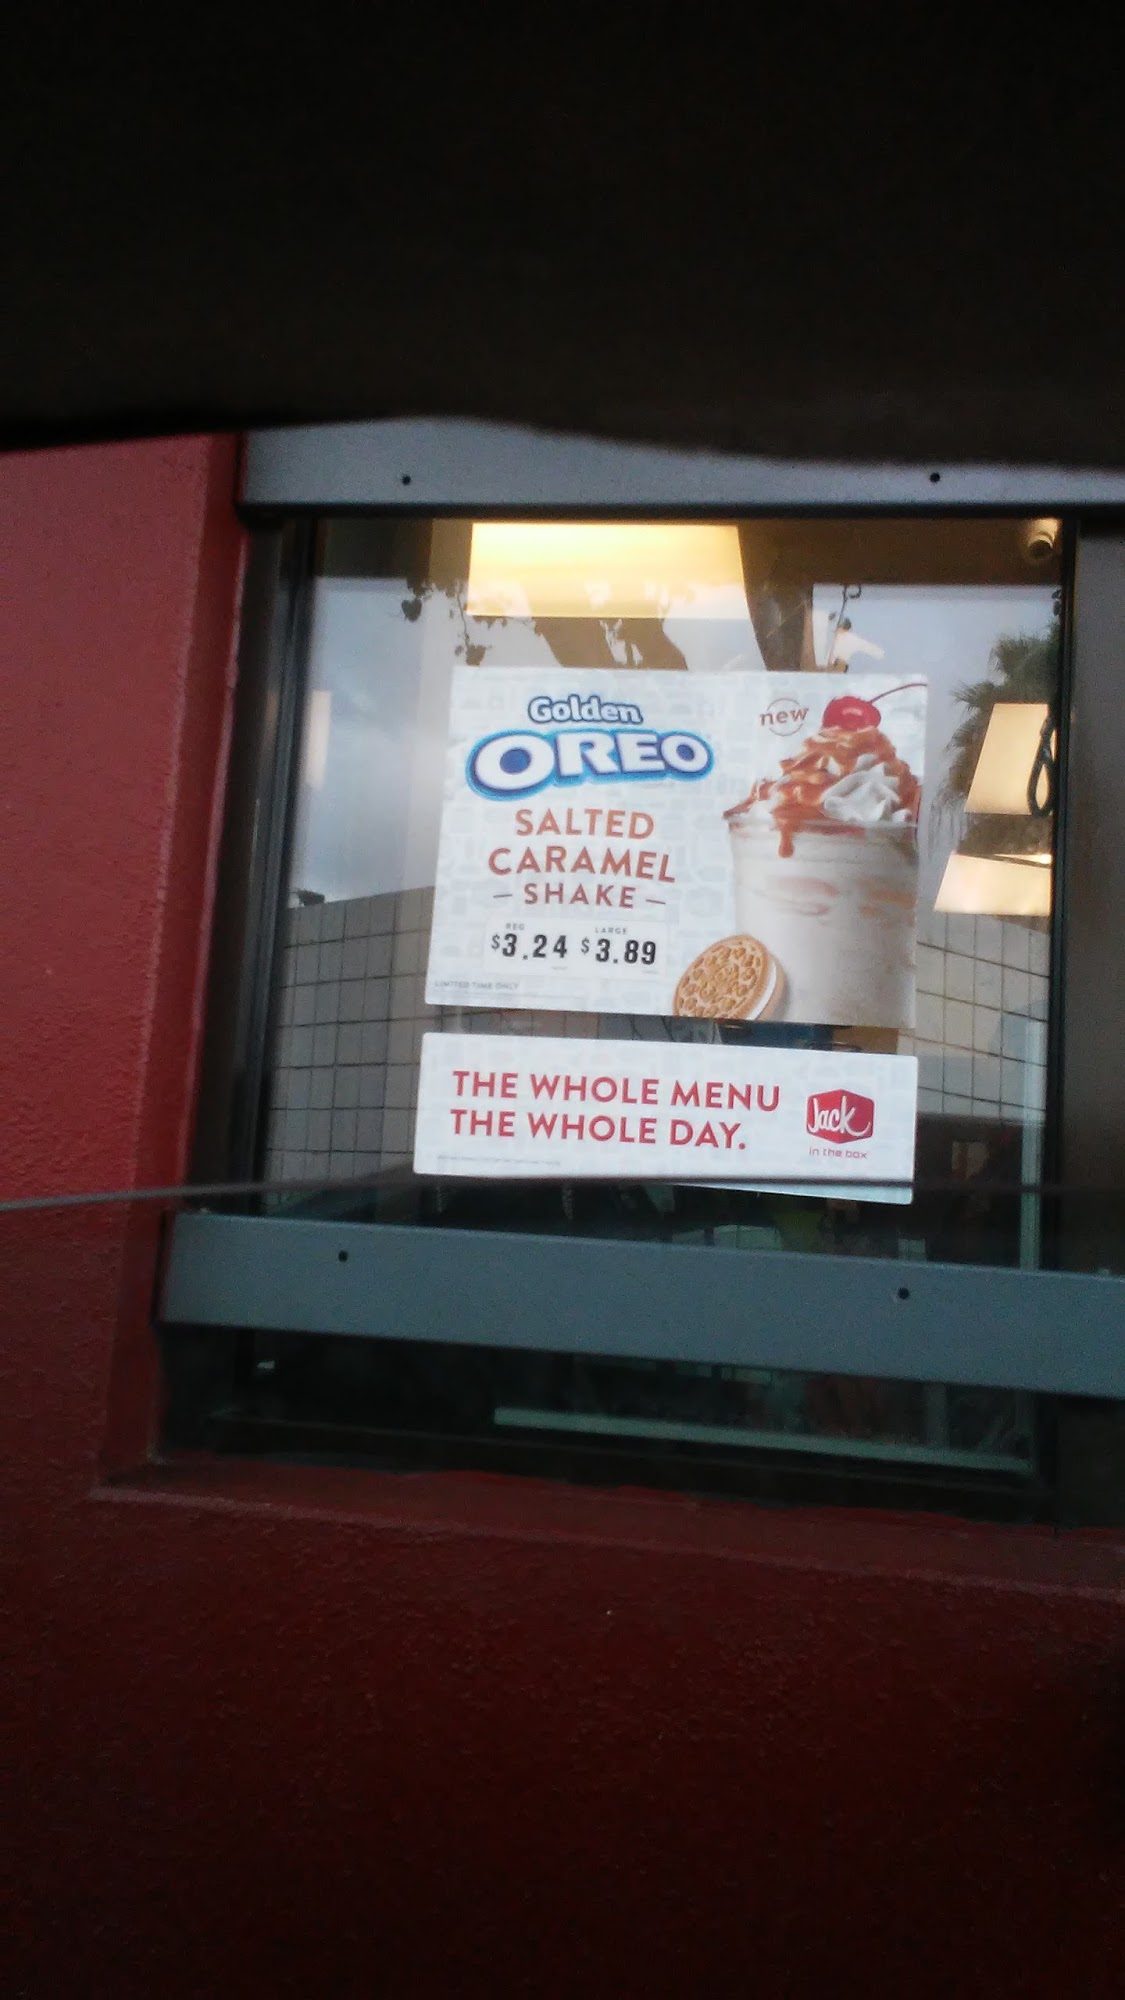 Golden
OREO
new
SALTED
CARAMEL
– SHAKE –
REG LARGE
$3.24 $3.89
LIMITED TIME ONLY
THE WHOLE MENU
THE WHOLE DAY.
Jack
in the box